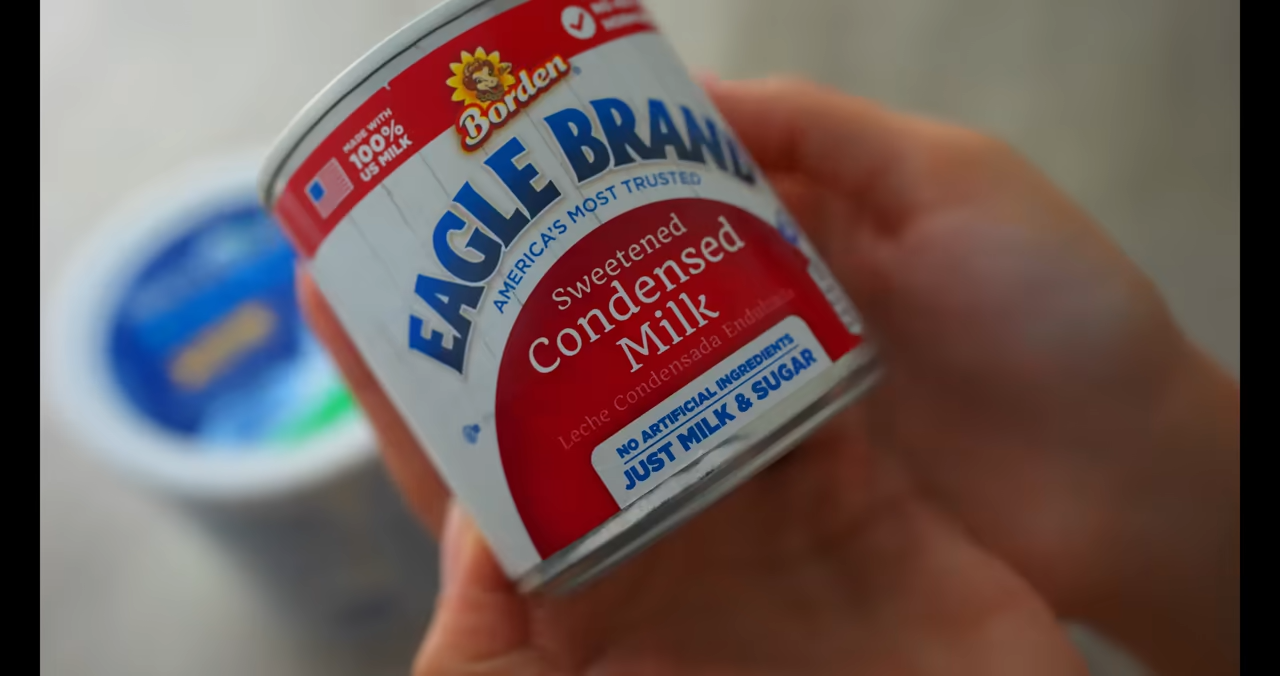 MADE WITH
100%
US MILK
Borden
EAGLE BRAND
AMERICA'S MOST TRUSTED
Sweetened
Condensed
Milk
Leche Condensada Endulzada
NO ARTIFICIAL INGREDIENTS
JUST MILK & SUGAR